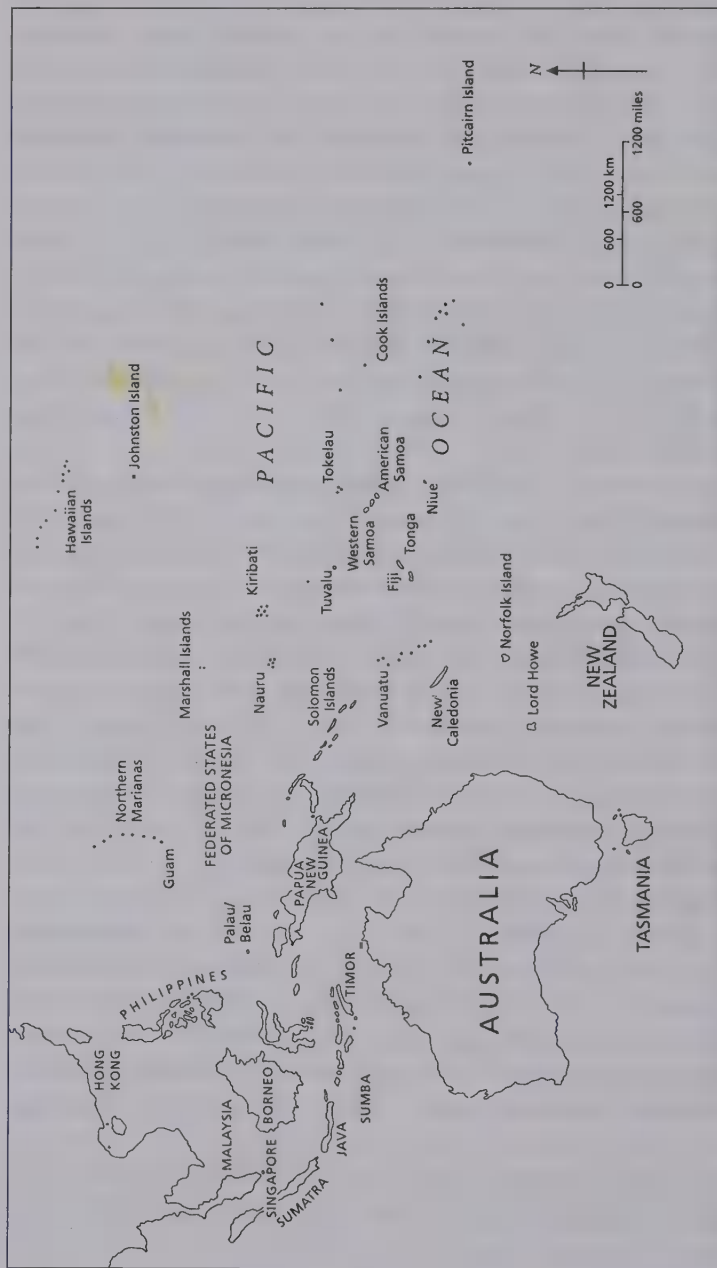 HONG
KONG
PHILIPPINES
Northern
Marianas
Guam
Marshall Islands
Hawaiian
Islands
Johnston Island
N
FEDERATED STATES
OF MICRONESIA
Palau/
Belau
MALAYSIA
SINGAPORE
BORNEO
SUMATRA
JAVA
SUMBA
TIMOR
PAPUA
NEW
GUINEA
Nauru
Kiribati
PACIFIC
Solomon
Islands
Tuvalu
Tokelau
Western
Samoa
American
Samoa
Cook Islands
Vanuatu
Fiji
Tonga
Niue
OCEAN
Pitcairn Island
New
Caledonia
AUSTRALIA
Norfolk Island
Lord Howe
NEW
ZEALAND
TASMANIA
0 600 1200 km
0 600 1200 miles